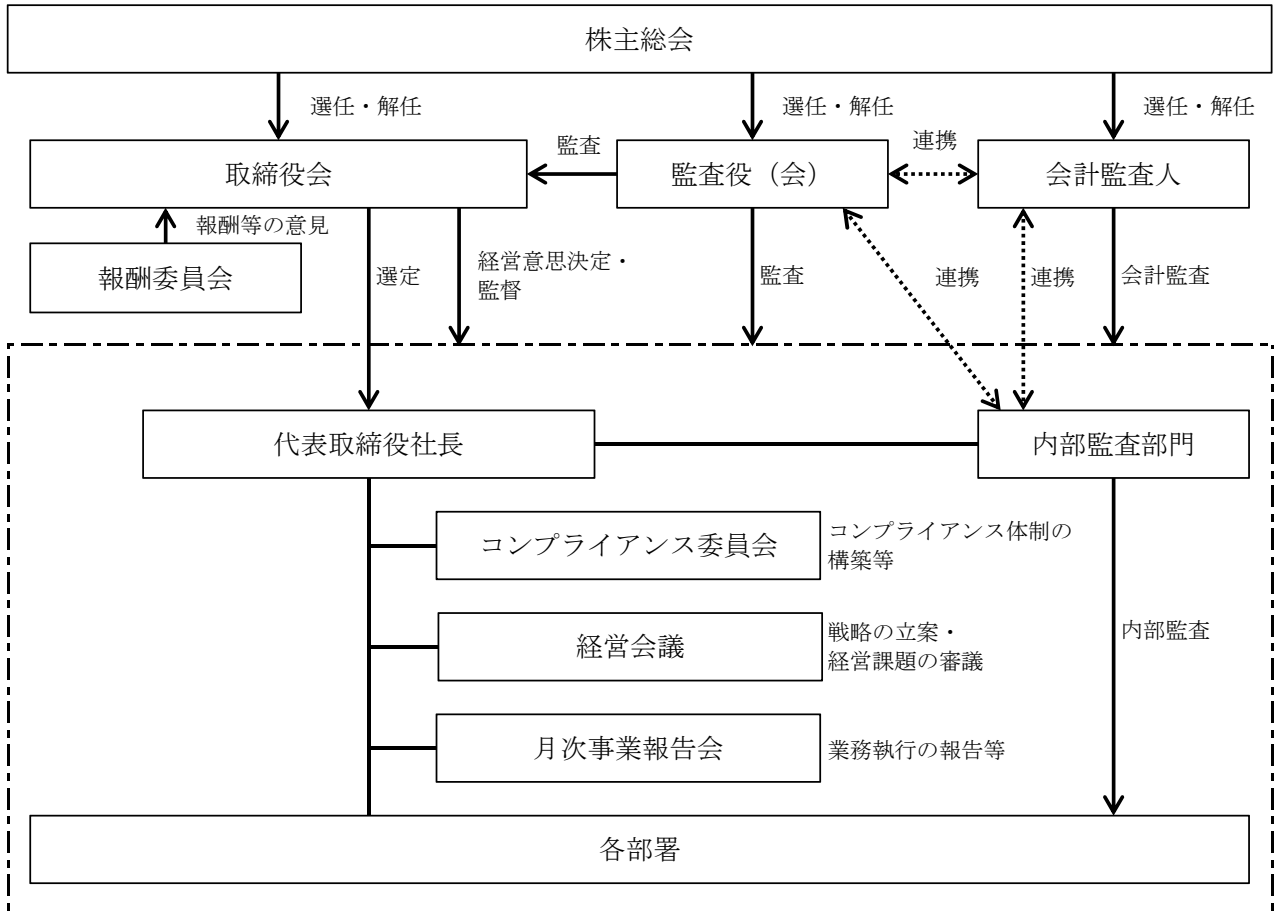 株主総会
選任・解任
選任・解任
選任・解任
取締役会
監査
監査役（会）
連携
会計監査人
報酬等の意見
報酬委員会
選定
経営意思決定・
監督
監査
連携
連携
会計監査
代表取締役社長
内部監査部門
コンプライアンス委員会
コンプライアンス体制の
構築等
経営会議
戦略の立案・
経営課題の審議
内部監査
月次事業報告会
業務執行の報告等
各部署